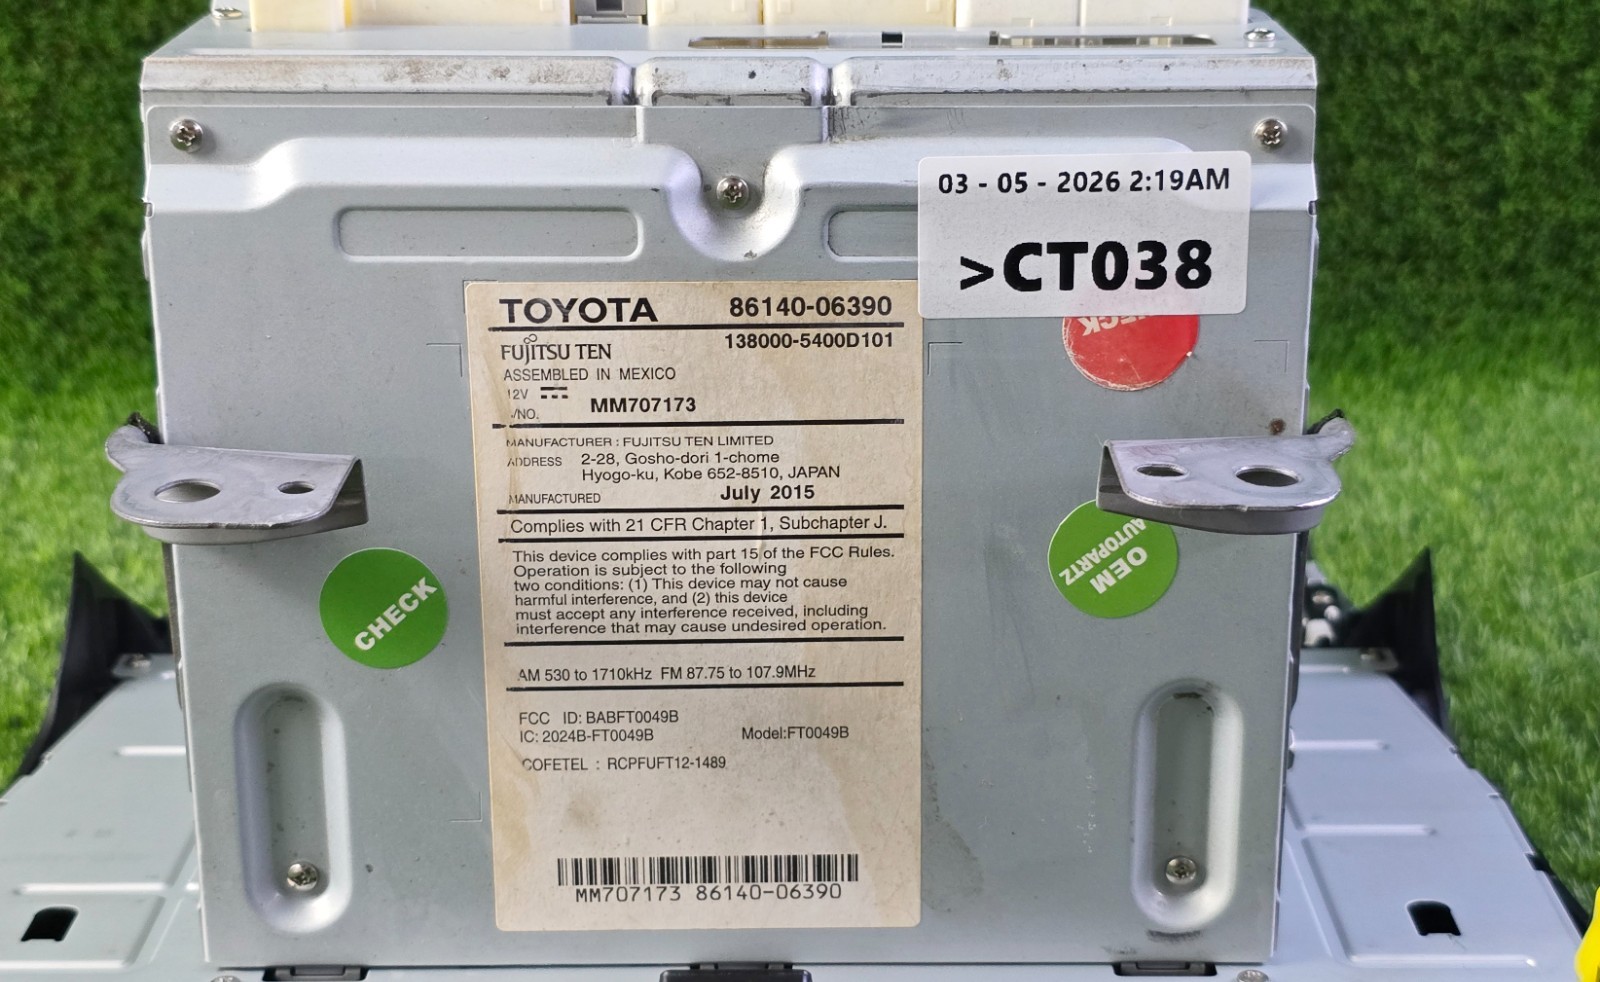 03 - 05 - 2026 2:19AM
>CT038
TOYOTA 86140-06390
138000-5400D101
FUJITSU TEN
ASSEMBLED IN MEXICO
12V
/NO. MM707173
MANUFACTURER : FUJITSU TEN LIMITED
ADDRESS 2-28, Gosho-dori 1-chome
Hyogo-ku, Kobe 652-8510, JAPAN
MANUFACTURED July 2015
Complies with 21 CFR Chapter 1, Subchapter J.
This device complies with part 15 of the FCC Rules.
Operation is subject to the following
two conditions: (1) This device may not cause
harmful interference, and (2) this device
must accept any interference received, including
interference that may cause undesired operation.
AM 530 to 1710kHz FM 87.75 to 107.9MHz
FCC ID: BABFT0049B
IC: 2024B-FT0049B Model:FT0049B
COFETEL : RCPFUFT12-1489
MM707173 86140-06390
CHECK
OEM
AUTOPARTZ